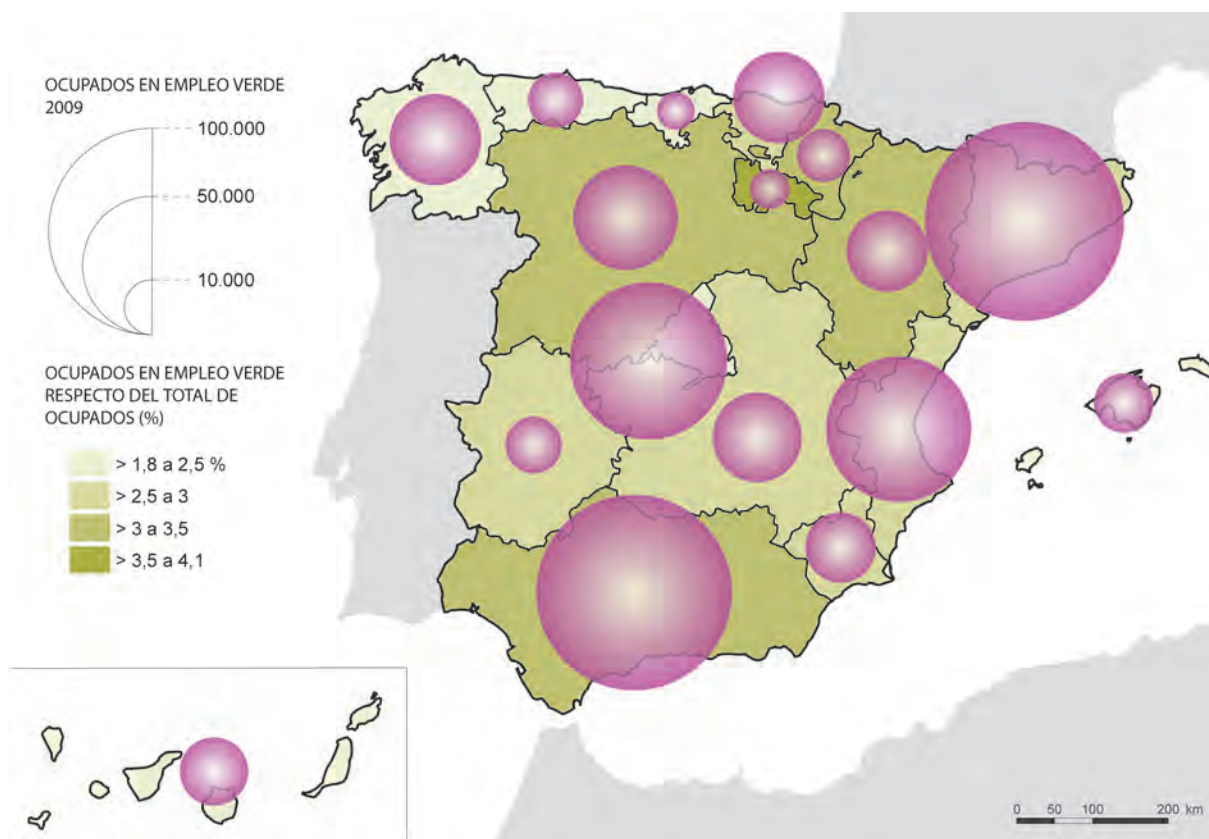 OCUPADOS EN EMPLEO VERDE
2009
100.000
50.000
10.000
OCUPADOS EN EMPLEO VERDE
RESPECTO DEL TOTAL DE
OCUPADOS (%)
> 1,8 a 2,5 %
> 2,5 a 3
> 3 a 3,5
> 3,5 a 4,1
0 50 100 200 km